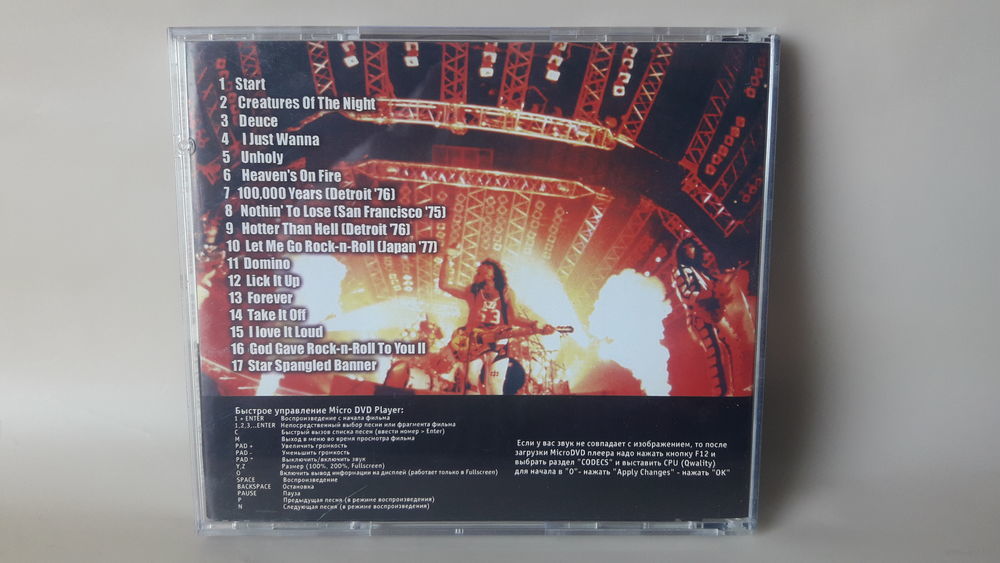 1 Start
2 Creatures Of The Night
3 Deuce
4 I Just Wanna
5 Unholy
6 Heaven's On Fire
7 100,000 Years (Detroit '76)
8 Nothin' To Lose (San Francisco '75)
9 Hotter Than Hell (Detroit '76)
10 Let Me Go Rock-n-Roll (Japan '77)
11 Domino
12 Lick It Up
13 Forever
14 Take It Off
15 I love It Loud
16 God Gave Rock-n-Roll To You II
17 Star Spangled Banner
Быстрое управление Micro DVD Player:
1 + ENTER Воспроизведение с начала фильма
1,2,3,..ENTER Непосредственный выбор песни или фрагмента фильма
C Быстрый вызов списка песен (ввести номер > Enter)
M Выход в меню во время просмотра фильма
PAD + Увеличить громкость
PAD - Уменьшить громкость
PAD * Выключить/включить звук
Y,Z Размер (100%, 200%, Fullscreen)
O Включить вывод информации на дисплей (работает только в Fullscreen)
SPACE Воспроизведение
BACKSPACE Остановка
PAUSE Пауза
P Предыдущая песня (в режиме воспроизведения)
N Следующая песня (в режиме воспроизведения)
Если у вас звук не совпадает с изображением, то после
загрузки MicroDVD плеера надо нажать кнопку F12 и
выбрать раздел "CODECS" и выставить CPU (Qwality)
для начала в "0"- нажать "Apply Changes" - нажать "OK"